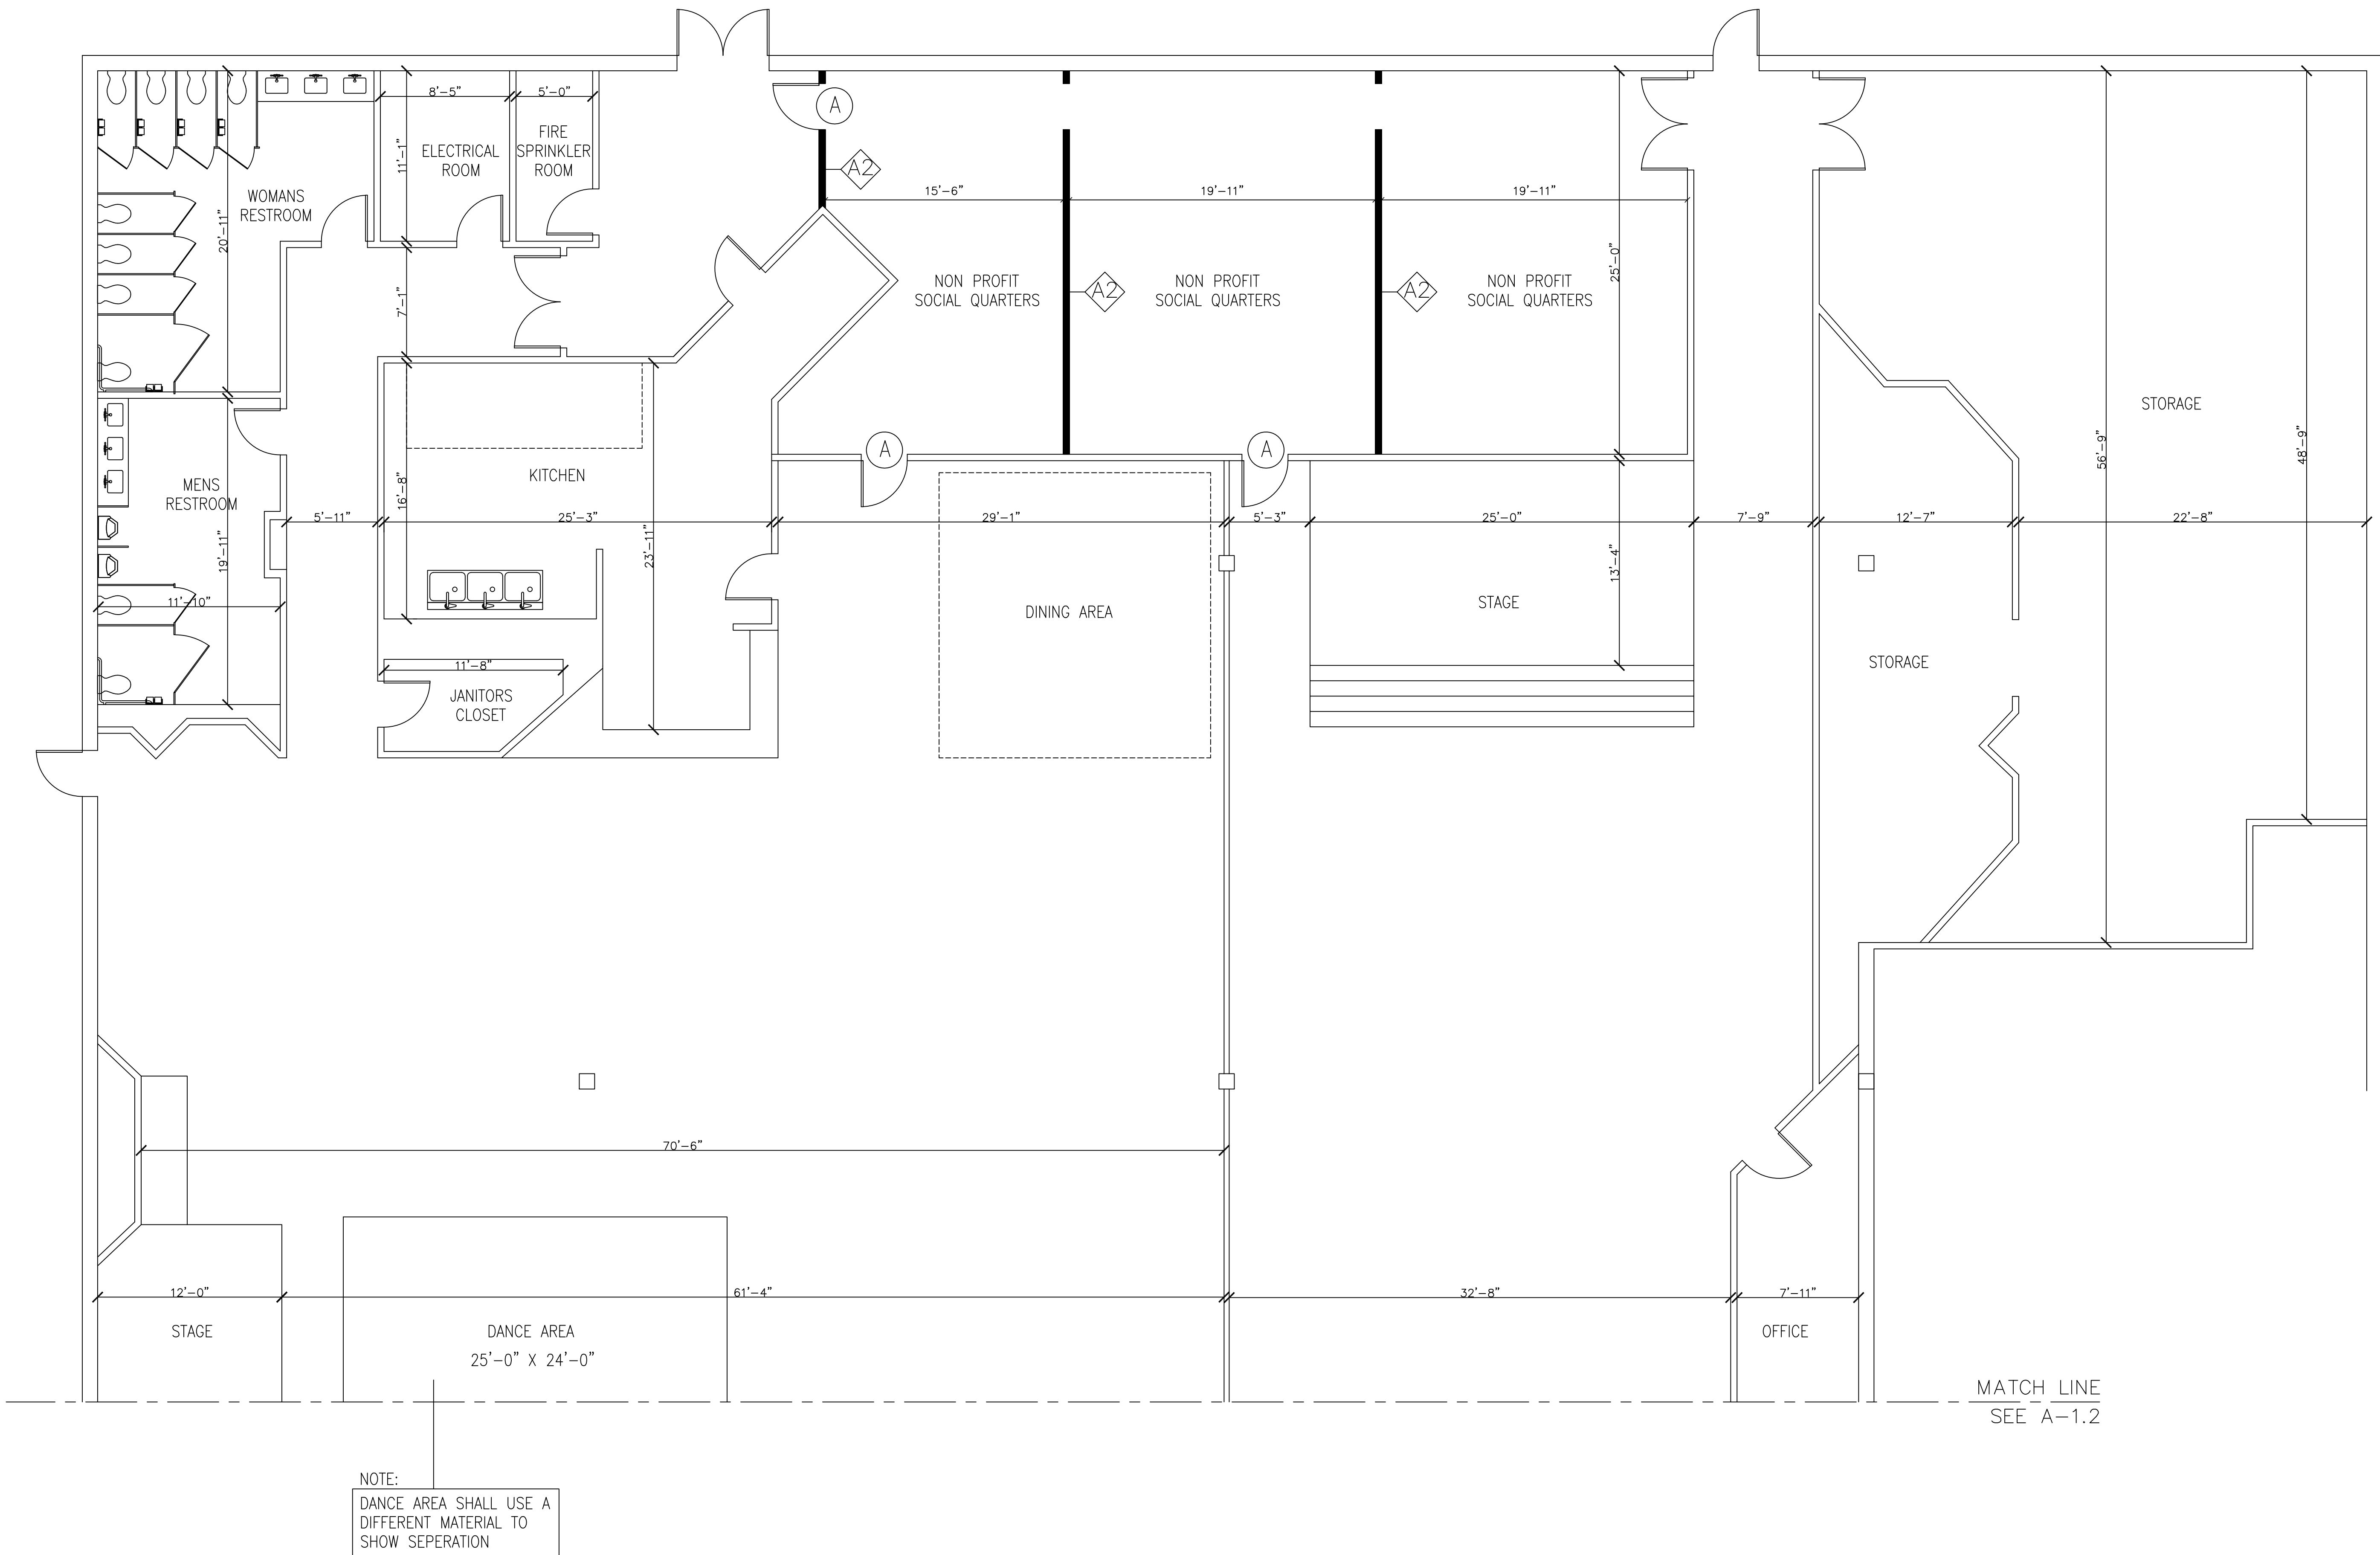 8'-5"
5'-0"
A
FIRE
SPRINKLER
ROOM
ELECTRICAL
ROOM
11'-1"
A2
WOMANS
RESTROOM
20'-11"
15'-6"
19'-11"
19'-11"
25'-0"
7'-1"
NON PROFIT
SOCIAL QUARTERS
A2
NON PROFIT
SOCIAL QUARTERS
A2
NON PROFIT
SOCIAL QUARTERS
STORAGE
56'-9"
48'-9"
A
A
KITCHEN
MENS
RESTROOM
16'-8"
5'-11"
25'-3"
29'-1"
5'-3"
25'-0"
7'-9"
12'-7"
22'-8"
19'-11"
23'-11"
13'-4"
11'-10"
DINING AREA
STAGE
STORAGE
11'-8"
JANITORS
CLOSET
70'-6"
12'-0"
61'-4"
32'-8"
7'-11"
STAGE
DANCE AREA
25'-0" X 24'-0"
OFFICE
MATCH LINE
SEE A-1.2
NOTE:
DANCE AREA SHALL USE A
DIFFERENT MATERIAL TO
SHOW SEPERATION